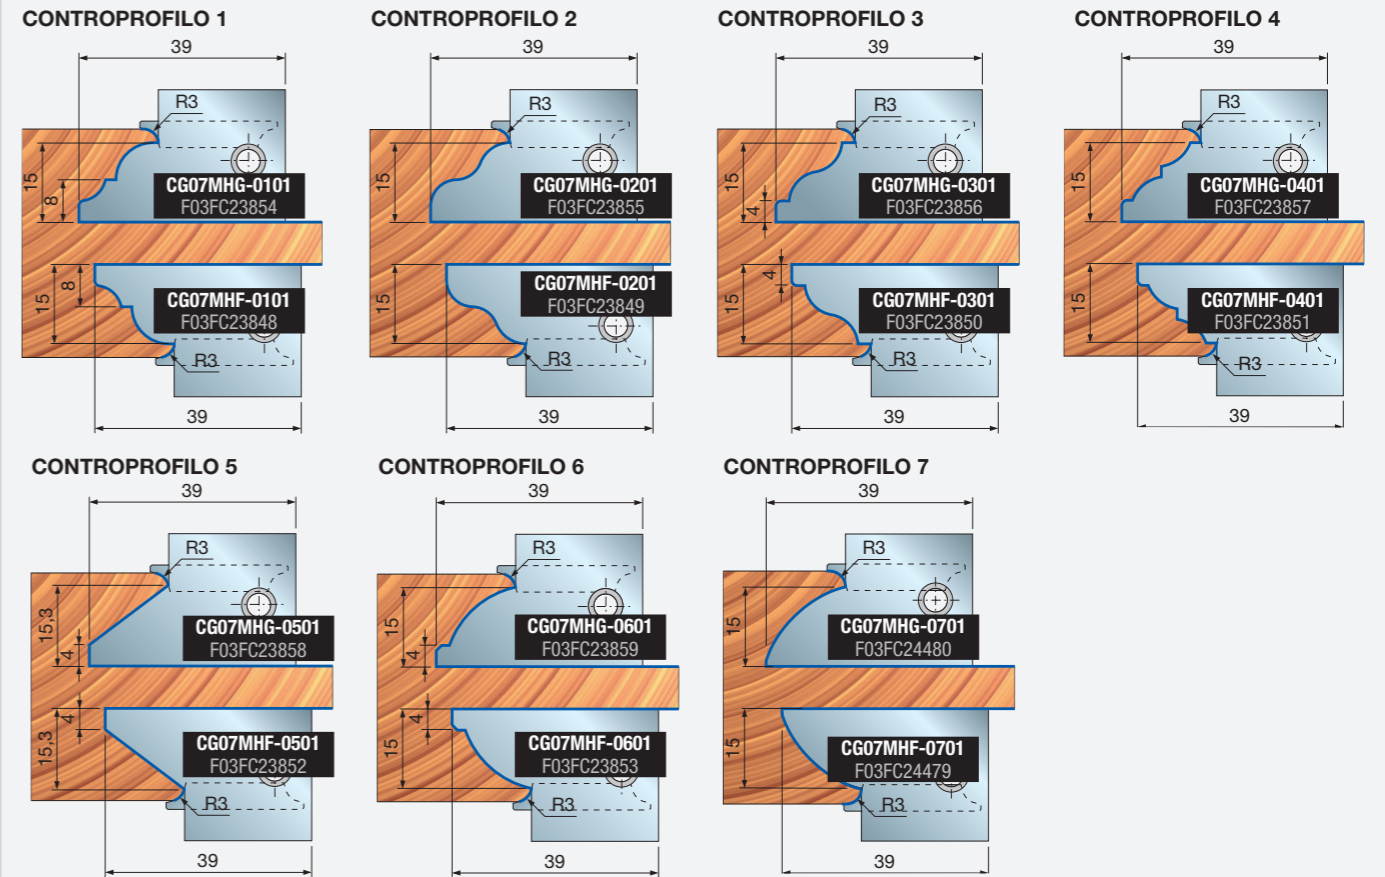 CONTROPROFILO 1
39
R3
15
8
CG07MHG-0101
F03FC23854
8
15
CG07MHF-0101
F03FC23848
R3
39
CONTROPROFILO 2
39
R3
15
CG07MHG-0201
F03FC23855
15
CG07MHF-0201
F03FC23849
R3
39
CONTROPROFILO 3
39
R3
15
4
CG07MHG-0301
F03FC23856
4
15
CG07MHF-0301
F03FC23850
R3
39
CONTROPROFILO 4
39
R3
15
CG07MHG-0401
F03FC23857
15
CG07MHF-0401
F03FC23851
R3
39
CONTROPROFILO 5
39
R3
15,3
4
CG07MHG-0501
F03FC23858
4
15,3
CG07MHF-0501
F03FC23852
R3
39
CONTROPROFILO 6
39
R3
15
4
CG07MHG-0601
F03FC23859
4
15
CG07MHF-0601
F03FC23853
R3
39
CONTROPROFILO 7
39
R3
15
CG07MHG-0701
F03FC24480
15
CG07MHF-0701
F03FC24479
R3
39